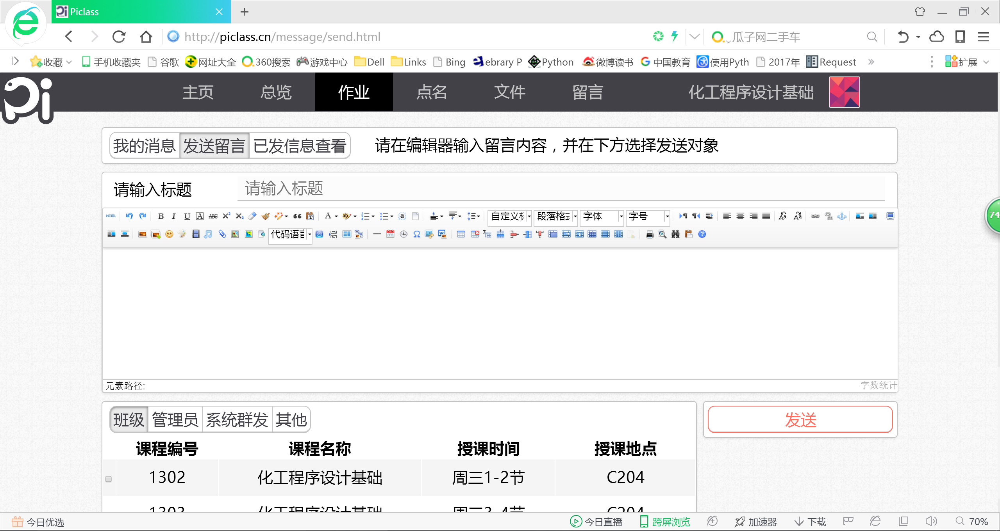 Piclass
http://piclass.cn/message/send.html
瓜子网二手车
收藏 手机收藏夹 谷歌 网址大全 360搜索 游戏中心 Dell Links Bing ebrary P Python 微博读书 中国教育 使用Pyth 2017年 Request 扩展
主页 总览 作业 点名 文件 留言 化工程序设计基础
我的消息 发送留言 已发信息查看 请在编辑器输入留言内容，并在下方选择发送对象
请输入标题 请输入标题
HTML 自定义标 段落格式 字体 字号
代码语言
74
元素路径: 字数统计
班级 管理员 系统群发 其他 发送
课程编号 课程名称 授课时间 授课地点
1302 化工程序设计基础 周三1-2节 C204
今日优选 今日直播 跨屏浏览 加速器 下载 70%